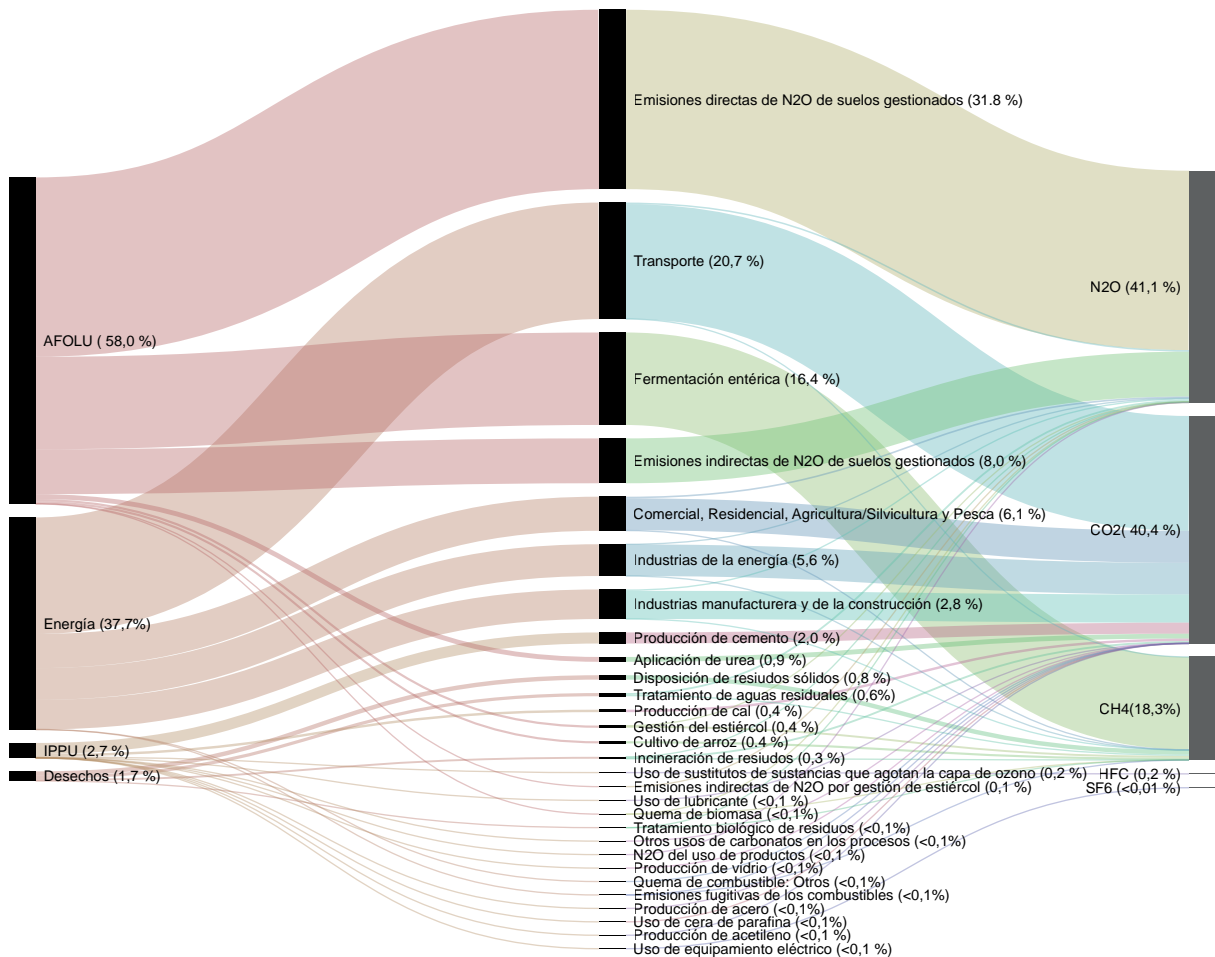 AFOLU ( 58,0 %)
Energía (37,7%)
IPPU (2,7 %)
Desechos (1,7 %)
Emisiones directas de N2O de suelos gestionados (31.8 %)
Transporte (20,7 %)
Fermentación entérica (16,4 %)
Emisiones indirectas de N2O de suelos gestionados (8,0 %)
Comercial, Residencial, Agricultura/Silvicultura y Pesca (6,1 %)
Industrias de la energía (5,6 %)
Industrias manufacturera y de la construcción (2,8 %)
Producción de cemento (2,0 %)
Aplicación de urea (0,9 %)
Disposición de resiudos sólidos (0,8 %)
Tratamiento de aguas residuales (0,6%)
Producción de cal (0,4 %)
Gestión del estiércol (0,4 %)
Cultivo de arroz (0.4 %)
Incineración de resiudos (0,3 %)
Uso de sustitutos de sustancias que agotan la capa de ozono (0,2 %)
Emisiones indirectas de N2O por gestión de estiércol (0,1 %)
Uso de lubricante (<0,1 %)
Quema de biomasa (<0,1%)
Tratamiento biológico de residuos (<0,1%)
Otros usos de carbonatos en los procesos (<0,1%)
N2O del uso de productos (<0,1 %)
Producción de vidrio (<0,1%)
Quema de combustible: Otros (<0,1%)
Emisiones fugitivas de los combustibles (<0,1%)
Producción de acero (<0,1%)
Uso de cera de parafina (<0,1%)
Producción de acetileno (<0,1 %)
Uso de equipamiento eléctrico (<0,1 %)
N2O (41,1 %)
CO2( 40,4 %)
CH4(18,3%)
HFC (0,2 %)
SF6 (<0,01 %)